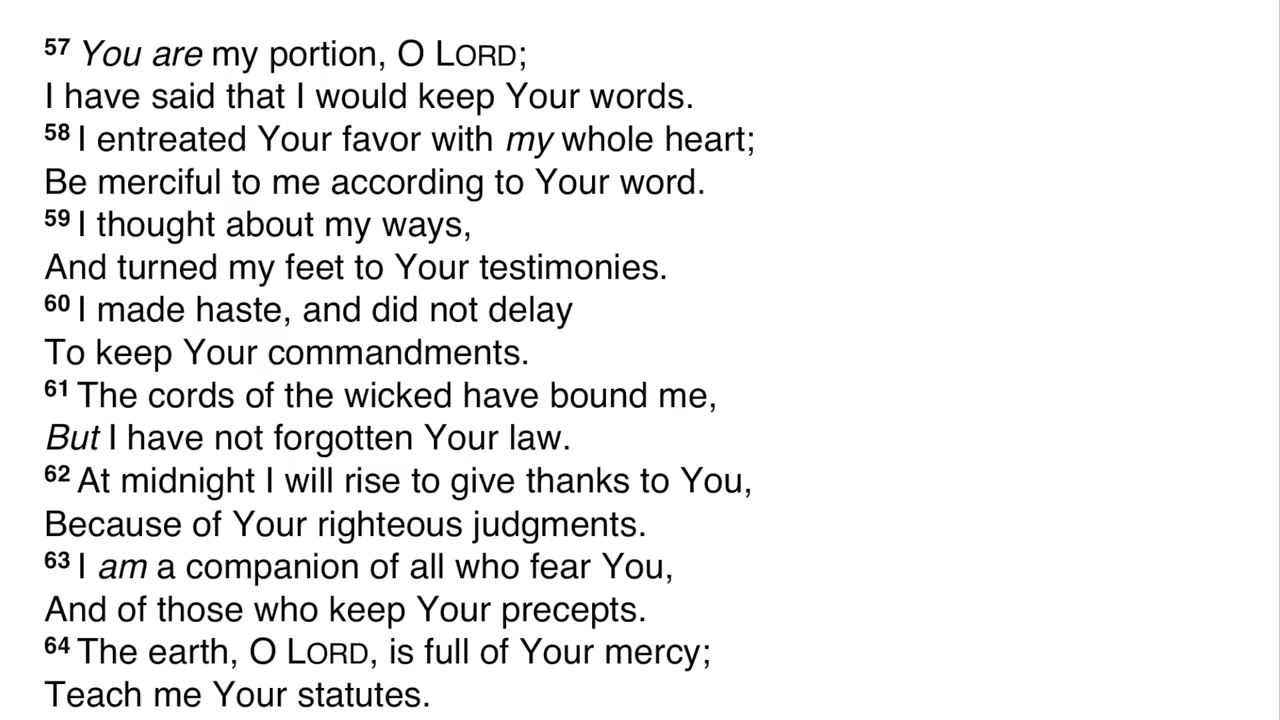 57 You are my portion, O LORD;
I have said that I would keep Your words.
58 I entreated Your favor with my whole heart;
Be merciful to me according to Your word.
59 I thought about my ways,
And turned my feet to Your testimonies.
60 I made haste, and did not delay
To keep Your commandments.
61 The cords of the wicked have bound me,
But I have not forgotten Your law.
62 At midnight I will rise to give thanks to You,
Because of Your righteous judgments.
63 I am a companion of all who fear You,
And of those who keep Your precepts.
64 The earth, O LORD, is full of Your mercy;
Teach me Your statutes.